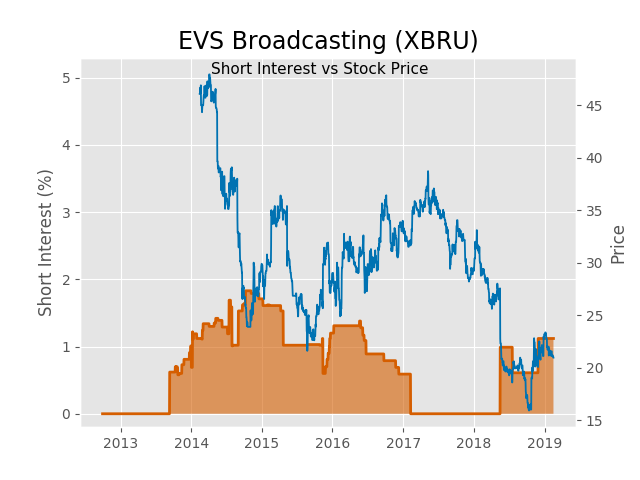 EVS Broadcasting (XBRU)
Short Interest vs Stock Price
Short Interest (%)
5
4
3
2
1
0
45
40
35
30
25
20
15
Price
2013 2014 2015 2016 2017 2018 2019